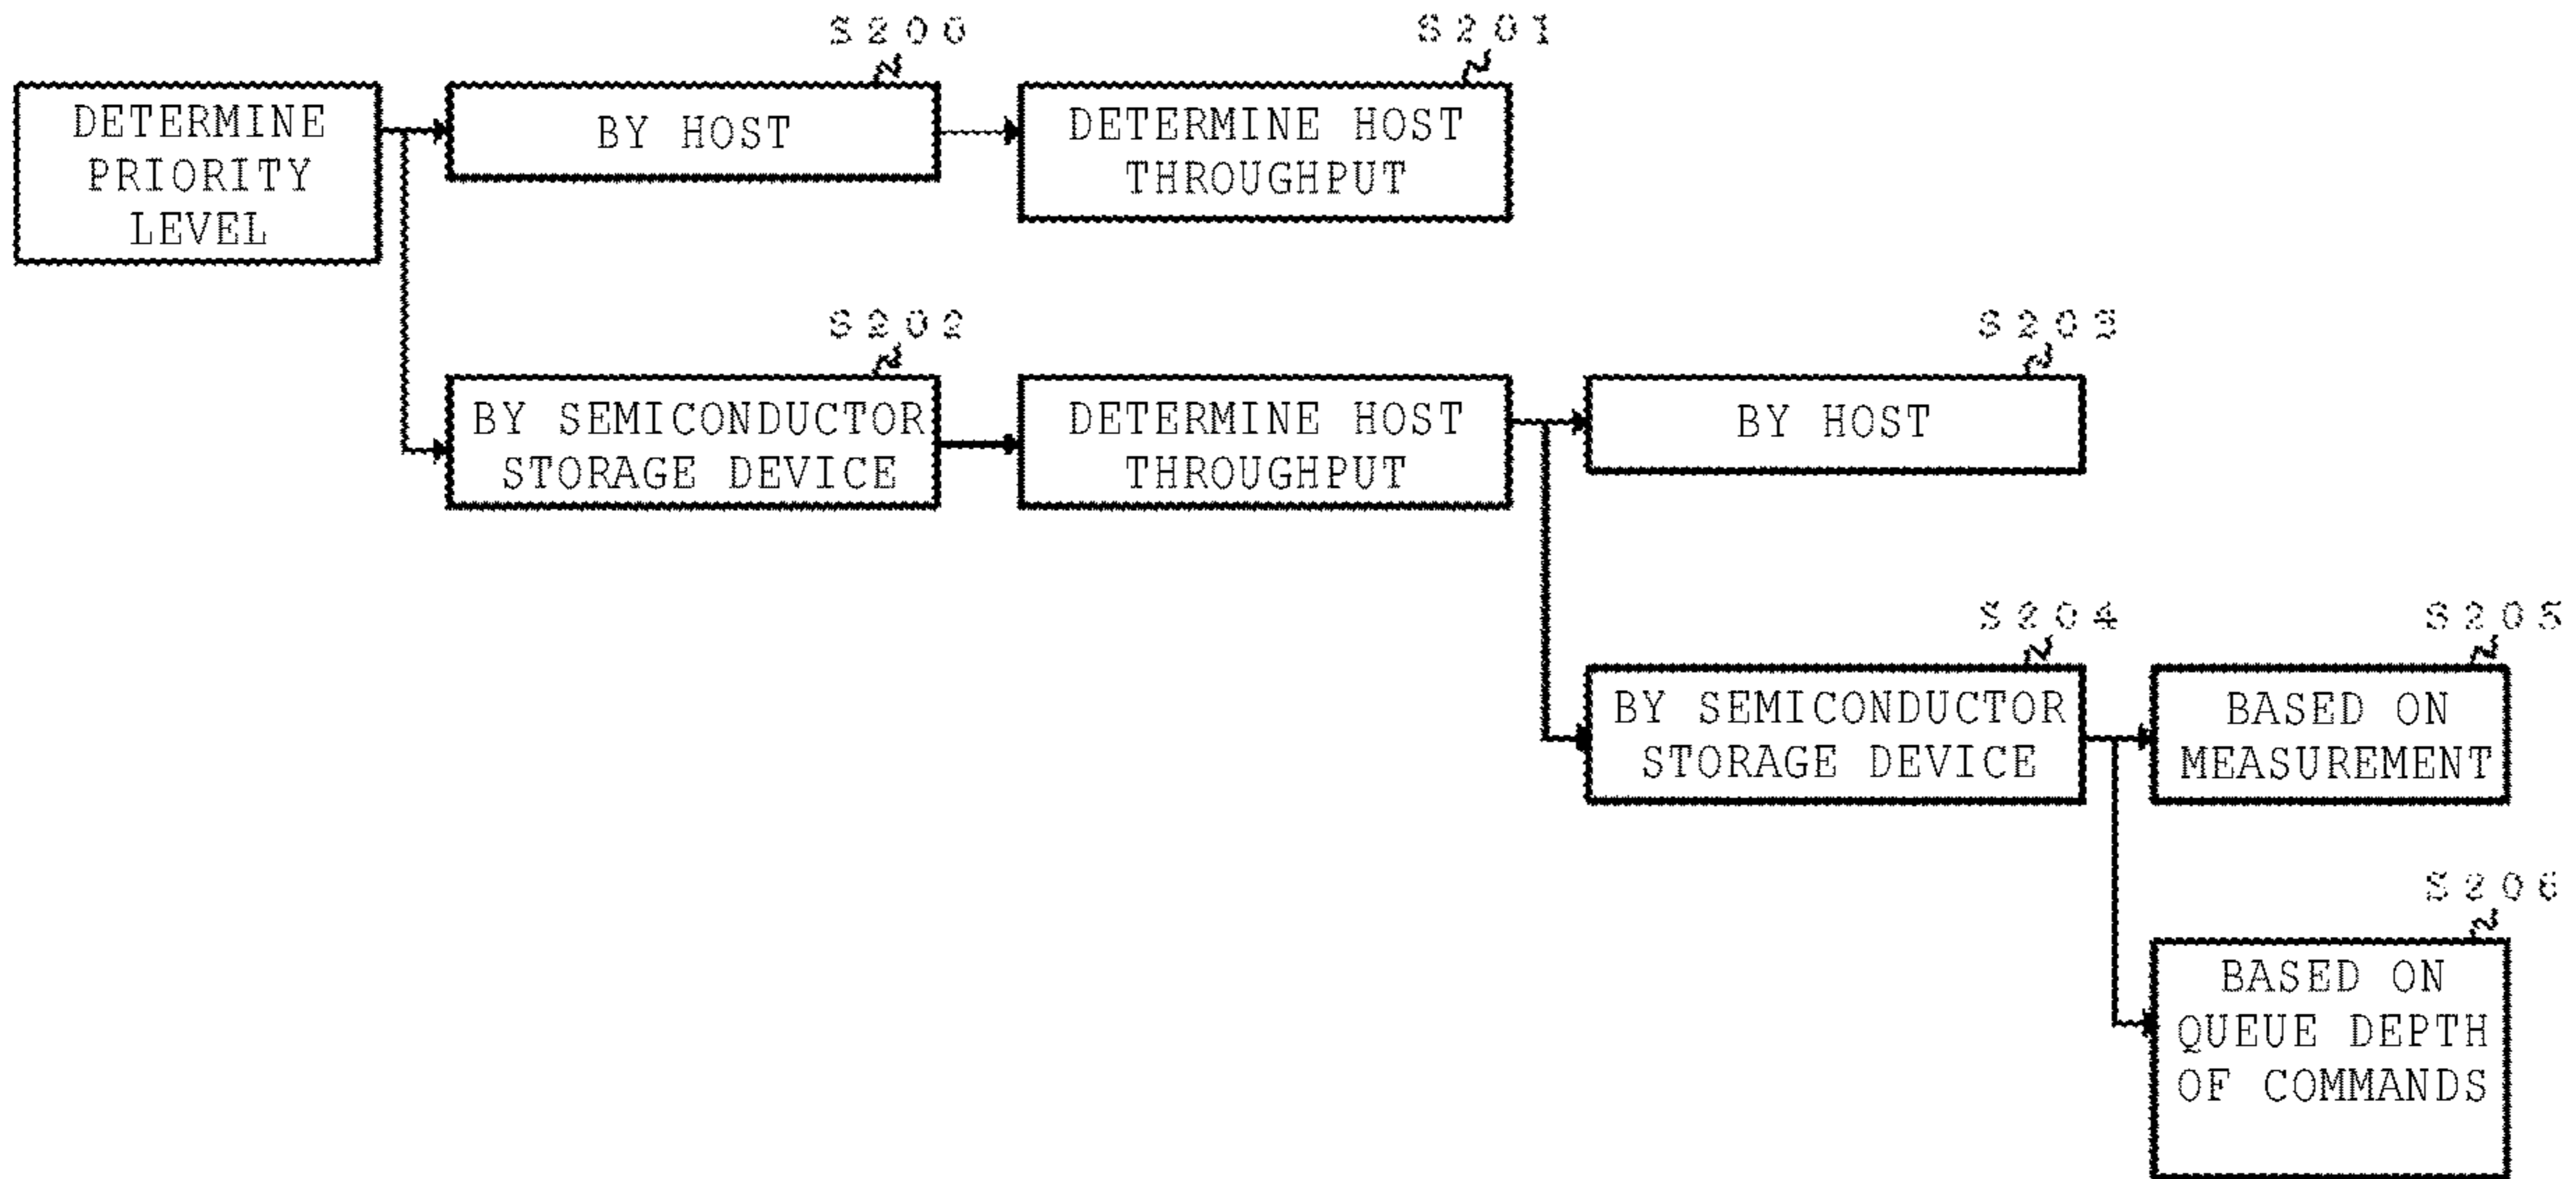 S200
S201
DETERMINE
PRIORITY
LEVEL
BY HOST
DETERMINE HOST
THROUGHPUT
S202
S203
BY SEMICONDUCTOR
STORAGE DEVICE
DETERMINE HOST
THROUGHPUT
BY HOST
S204
S205
BY SEMICONDUCTOR
STORAGE DEVICE
BASED ON
MEASUREMENT
S206
BASED ON
QUEUE DEPTH
OF COMMANDS